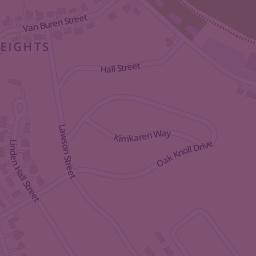 Van Buren Street
EIGHTS
Hall Street
Kimkaren Way
Oak Knoll Drive
Lawson Street
Linden Hall Street